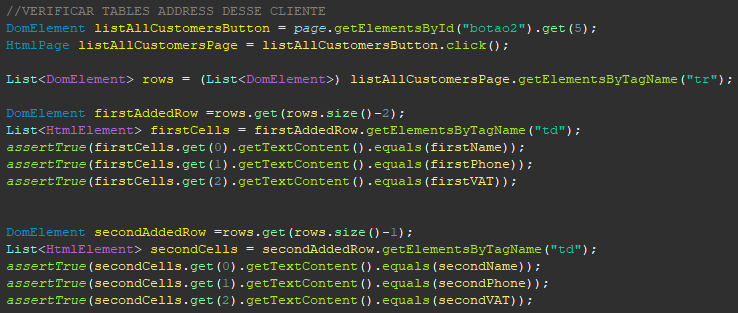 //VERIFICAR TABLES ADDRESS DESSE CLIENTE
DomElement listAllCustomersButton = page.getElementsById("botao2").get(5);
HtmlPage listAllCustomersPage = listAllCustomersButton.click();
List<DomElement> rows = (List<DomElement>) listAllCustomersPage.getElementsByTagName("tr");
DomElement firstAddedRow =rows.get(rows.size()-2);
List<HtmlElement> firstCells = firstAddedRow.getElementsByTagName("td");
assertTrue(firstCells.get(0).getTextContent().equals(firstName));
assertTrue(firstCells.get(1).getTextContent().equals(firstPhone));
assertTrue(firstCells.get(2).getTextContent().equals(firstVAT));
DomElement secondAddedRow =rows.get(rows.size()-1);
List<HtmlElement> secondCells = secondAddedRow.getElementsByTagName("td");
assertTrue(secondCells.get(0).getTextContent().equals(secondName));
assertTrue(secondCells.get(1).getTextContent().equals(secondPhone));
assertTrue(secondCells.get(2).getTextContent().equals(secondVAT));